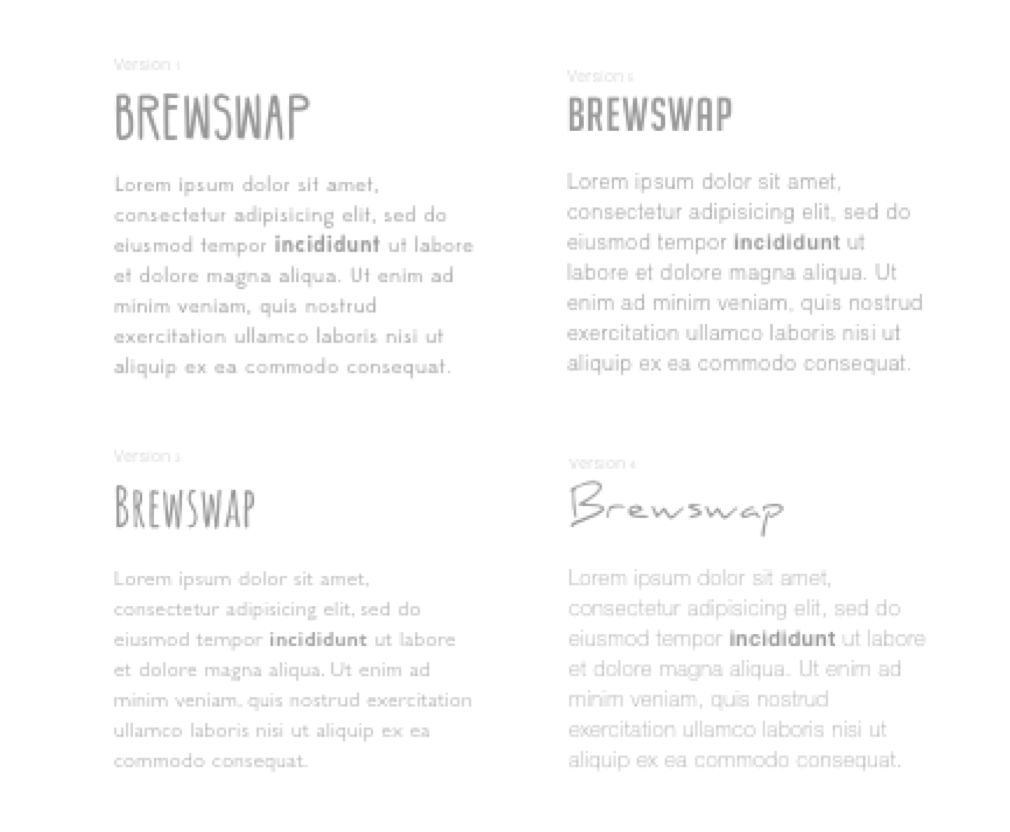 Version 1
BREWSWAP
Lorem ipsum dolor sit amet,
consectetur adipisicing elit, sed do
eiusmod tempor incididunt ut labore
et dolore magna aliqua. Ut enim ad
minim veniam, quis nostrud
exercitation ullamco laboris nisi ut
aliquip ex ea commodo consequat.
Version
BREWSWAP
Lorem ipsum dolor sit amet,
consectetur adipisicing elit, sed do
eiusmod tempor incididunt ut
labore et dolore magna aliqua. Ut
enim ad minim veniam, quis nostrud
exercitation ullamco laboris nisi ut
aliquip ex ea commodo consequat.
Version
BREWSWAP
Lorem ipsum dolor sit amet,
consectetur adipisicing elit, sed do
eiusmod tempor incididunt ut labore
et dolore magna aliqua. Ut enim ad
minim veniam, quis nostrud exercitation
ullamco laboris nisi ut aliquip ex ea
commodo consequat.
Version 4
Brewswap
Lorem ipsum dolor sit amet,
consectetur adipisicing elit, sed do
eiusmod tempor incididunt ut labore
et dolore magna aliqua. Ut enim ad
minim veniam, quis nostrud
exercitation ullamco laboris nisi ut
aliquip ex ea commodo consequat.